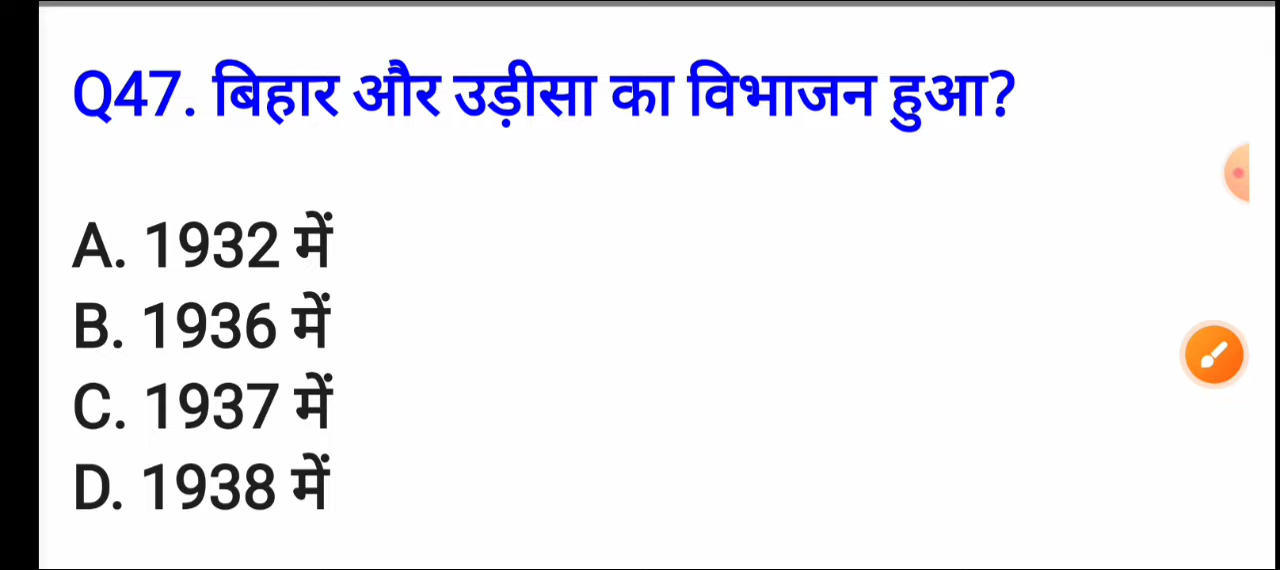 Q47. बिहार और उड़ीसा का विभाजन हुआ?
A. 1932 में
B. 1936 में
C. 1937 में
D. 1938 में